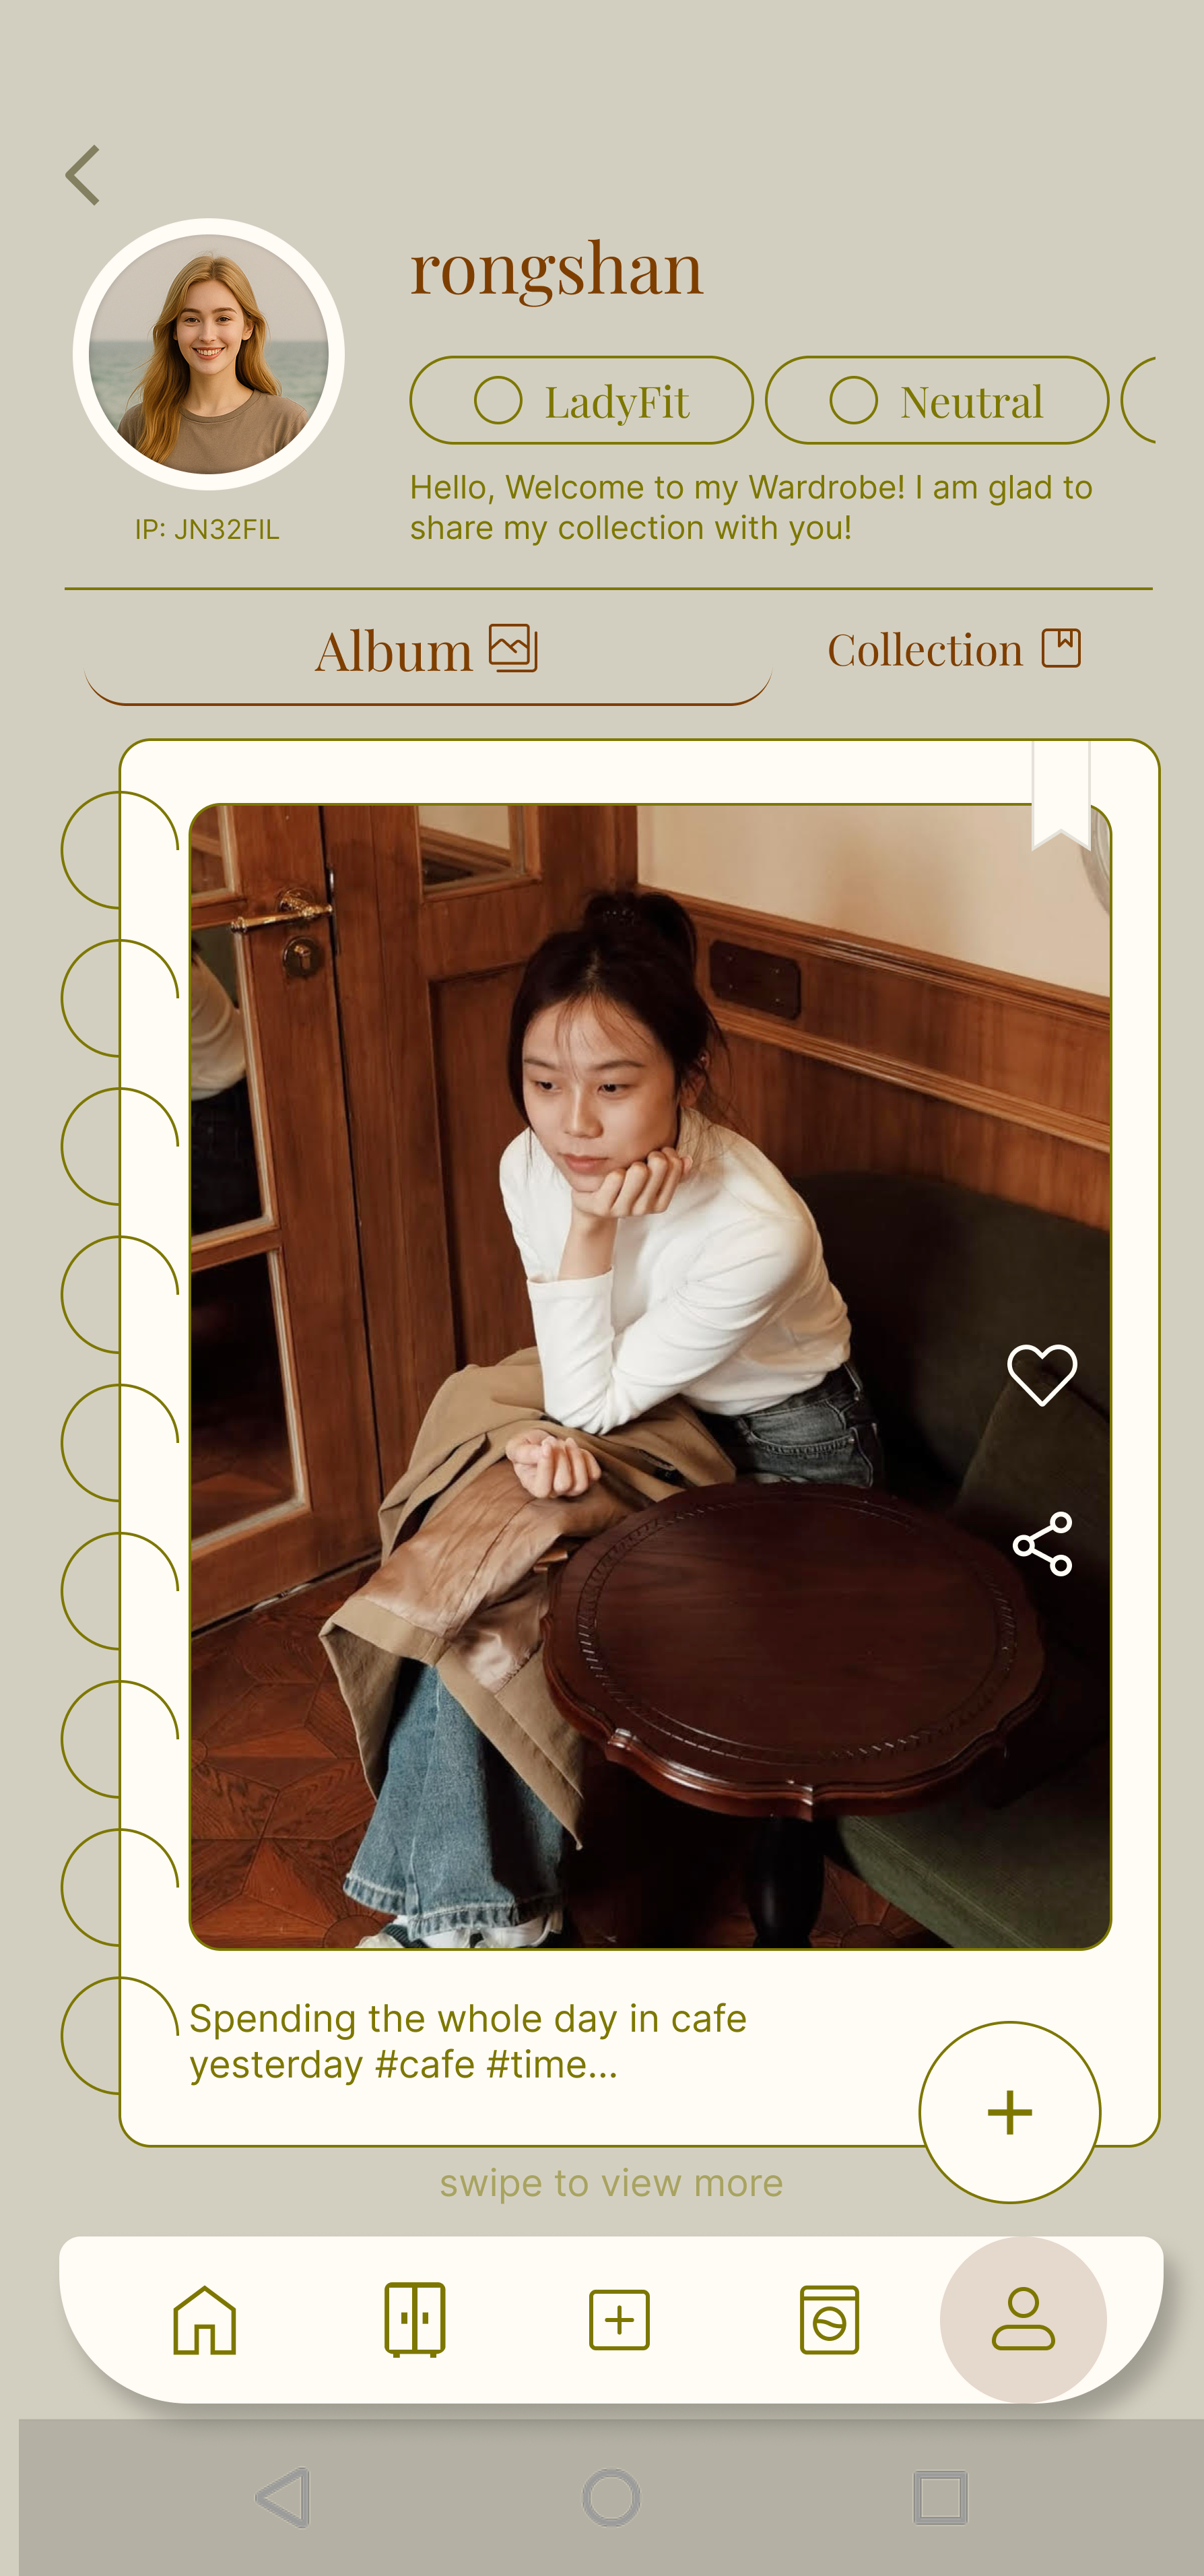 rongshan
LadyFit
Neutral
Hello, Welcome to my Wardrobe! I am glad to
share my collection with you!
IP: JN32FIL
Album
Collection
Spending the whole day in cafe
yesterday #cafe #time...
swipe to view more